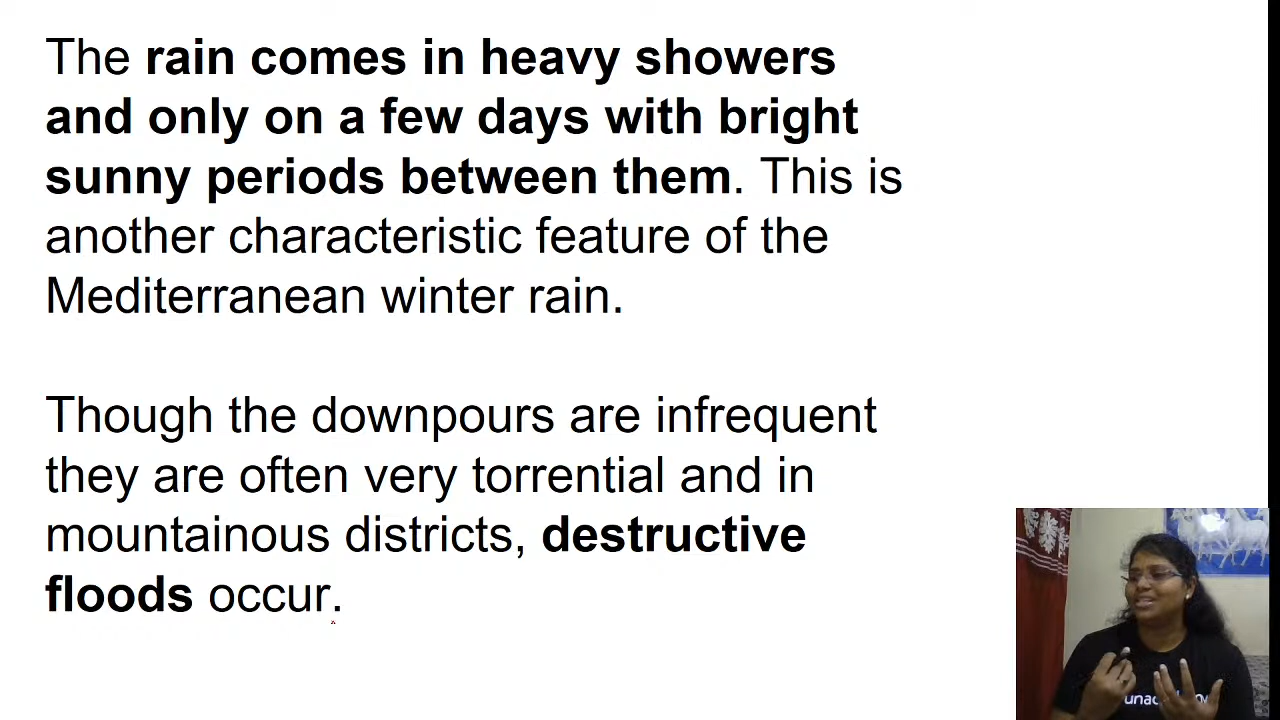 The rain comes in heavy showers
and only on a few days with bright
sunny periods between them. This is
another characteristic feature of the
Mediterranean winter rain.
Though the downpours are infrequent
they are often very torrential and in
mountainous districts, destructive
floods occur.